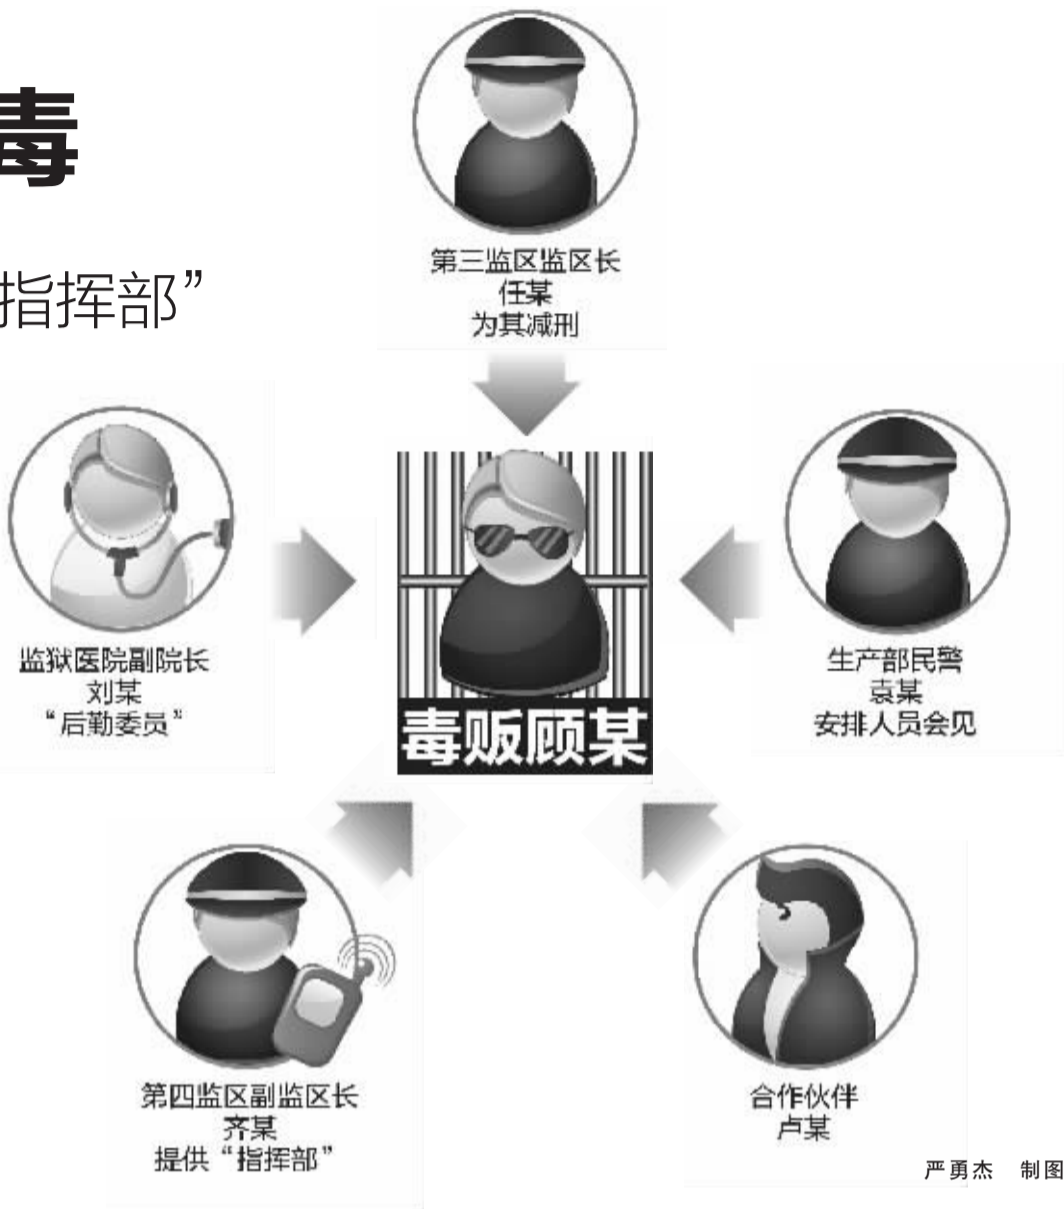 毒
指挥部”
第三监区监区长
任某
为其减刑
监狱医院副院长
刘某
“后勤委员”
生产部民警
袁某
安排人员会见
毒贩顾某
第四监区副监区长
齐某
提供“指挥部”
合作伙伴
卢某
严勇杰 制图